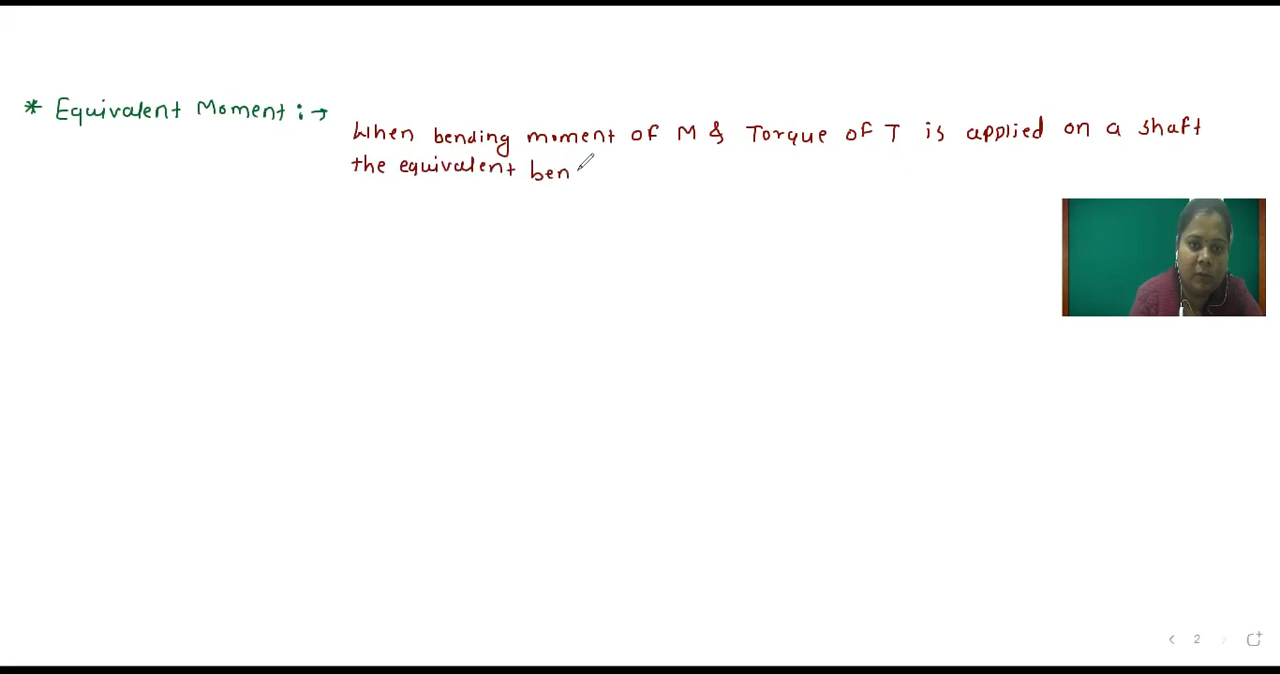 * Equivalent Moment :→
When bending moment of M & Torque of T is applied on a shaft
the equivalent ben
2